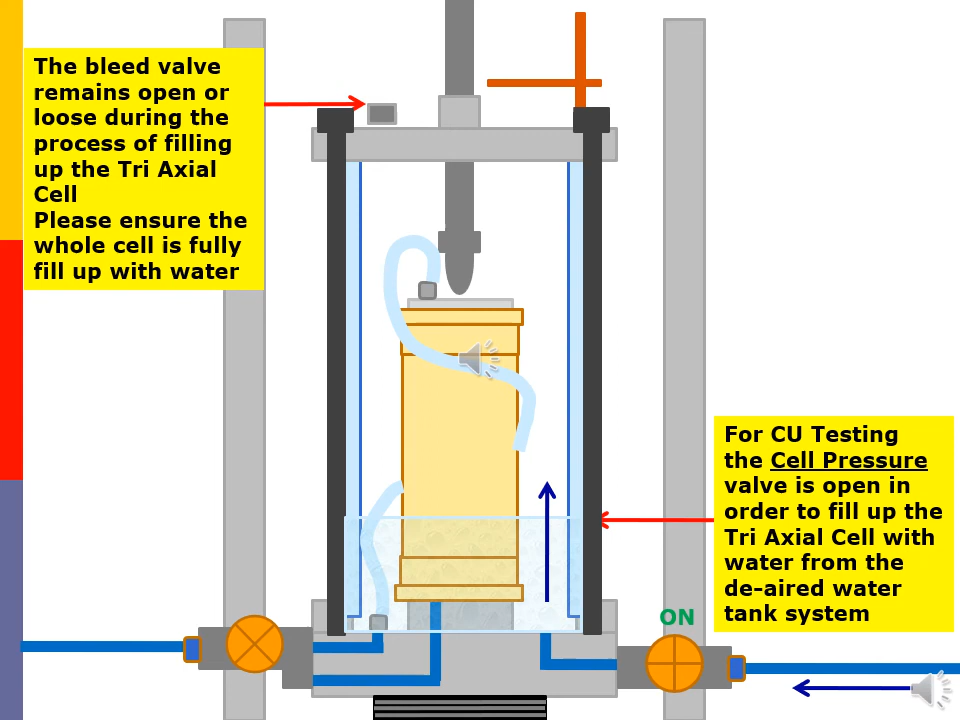 The bleed valve
remains open or
loose during the
process of filling
up the Tri Axial
Cell
Please ensure the
whole cell is fully
fill up with water
For CU Testing
the Cell Pressure
valve is open in
order to fill up the
Tri Axial Cell with
water from the
de-aired water
tank system
ON